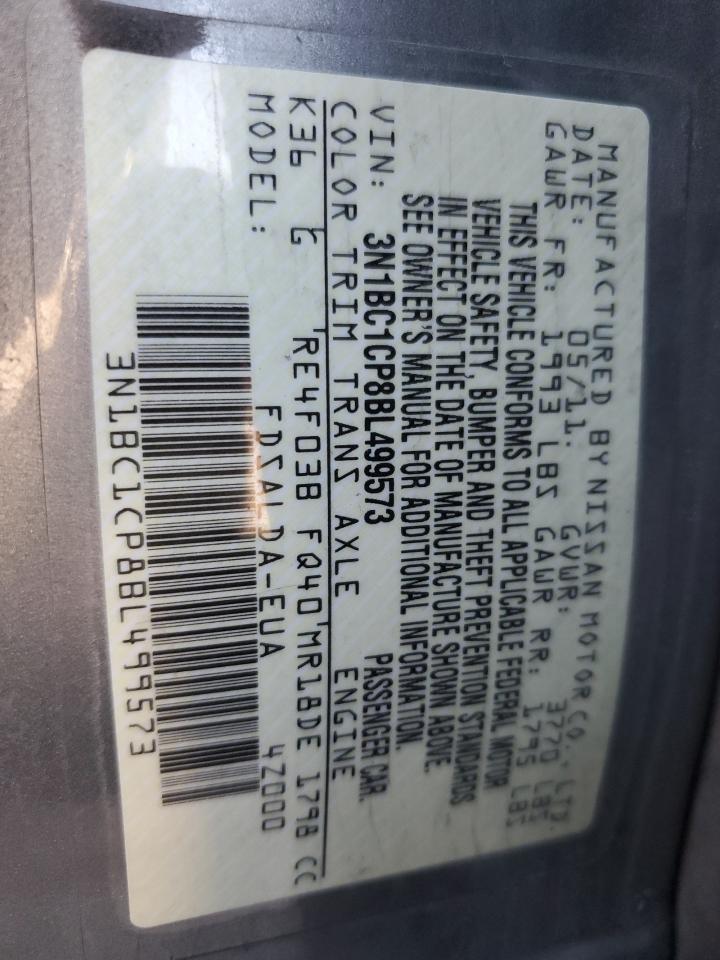 MANUFACTURED BY NISSAN MOTOR CO., LTD.
DATE: 05/11. GVWR: 3770 LBS
GAWR FR: 1993 LBS GAWR RR: 1795 LBS
THIS VEHICLE CONFORMS TO ALL APPLICABLE FEDERAL MOTOR
VEHICLE SAFETY, BUMPER AND THEFT PREVENTION STANDARDS
IN EFFECT ON THE DATE OF MANUFACTURE SHOWN ABOVE.
SEE OWNER'S MANUAL FOR ADDITIONAL INFORMATION.
VIN: 3N1BC1CP8BL499573 PASSENGER CAR.
COLOR TRIM TRANS AXLE ENGINE
K36 G RE4F03B FQ40 MR18DE 1798 CC
MODEL: FDSALDA-EUA 4Z000
3N1BC1CP8BL499573